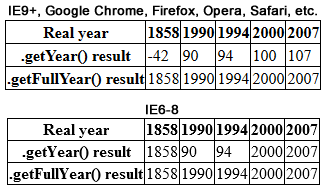 IE9+, Google Chrome, Firefox, Opera, Safari, etc.
Real year 1858 1990 1994 2000 2007
.getYear() result -42 90 94 100 107
.getFullYear() result 1858 1990 1994 2000 2007
IE6-8
Real year 1858 1990 1994 2000 2007
.getYear() result 1858 90 94 2000 2007
.getFullYear() result 1858 1990 1994 2000 2007